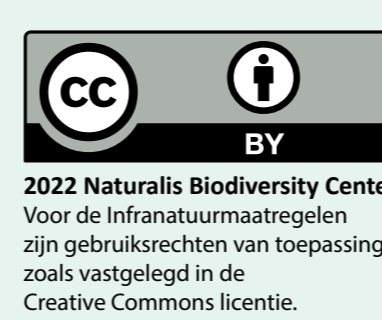 cc
BY
2022 Naturalis Biodiversity Cente
Voor de Infranatuurmaatregelen
zijn gebruiksrechten van toepassing
zoals vastgelegd in de
Creative Commons licentie.